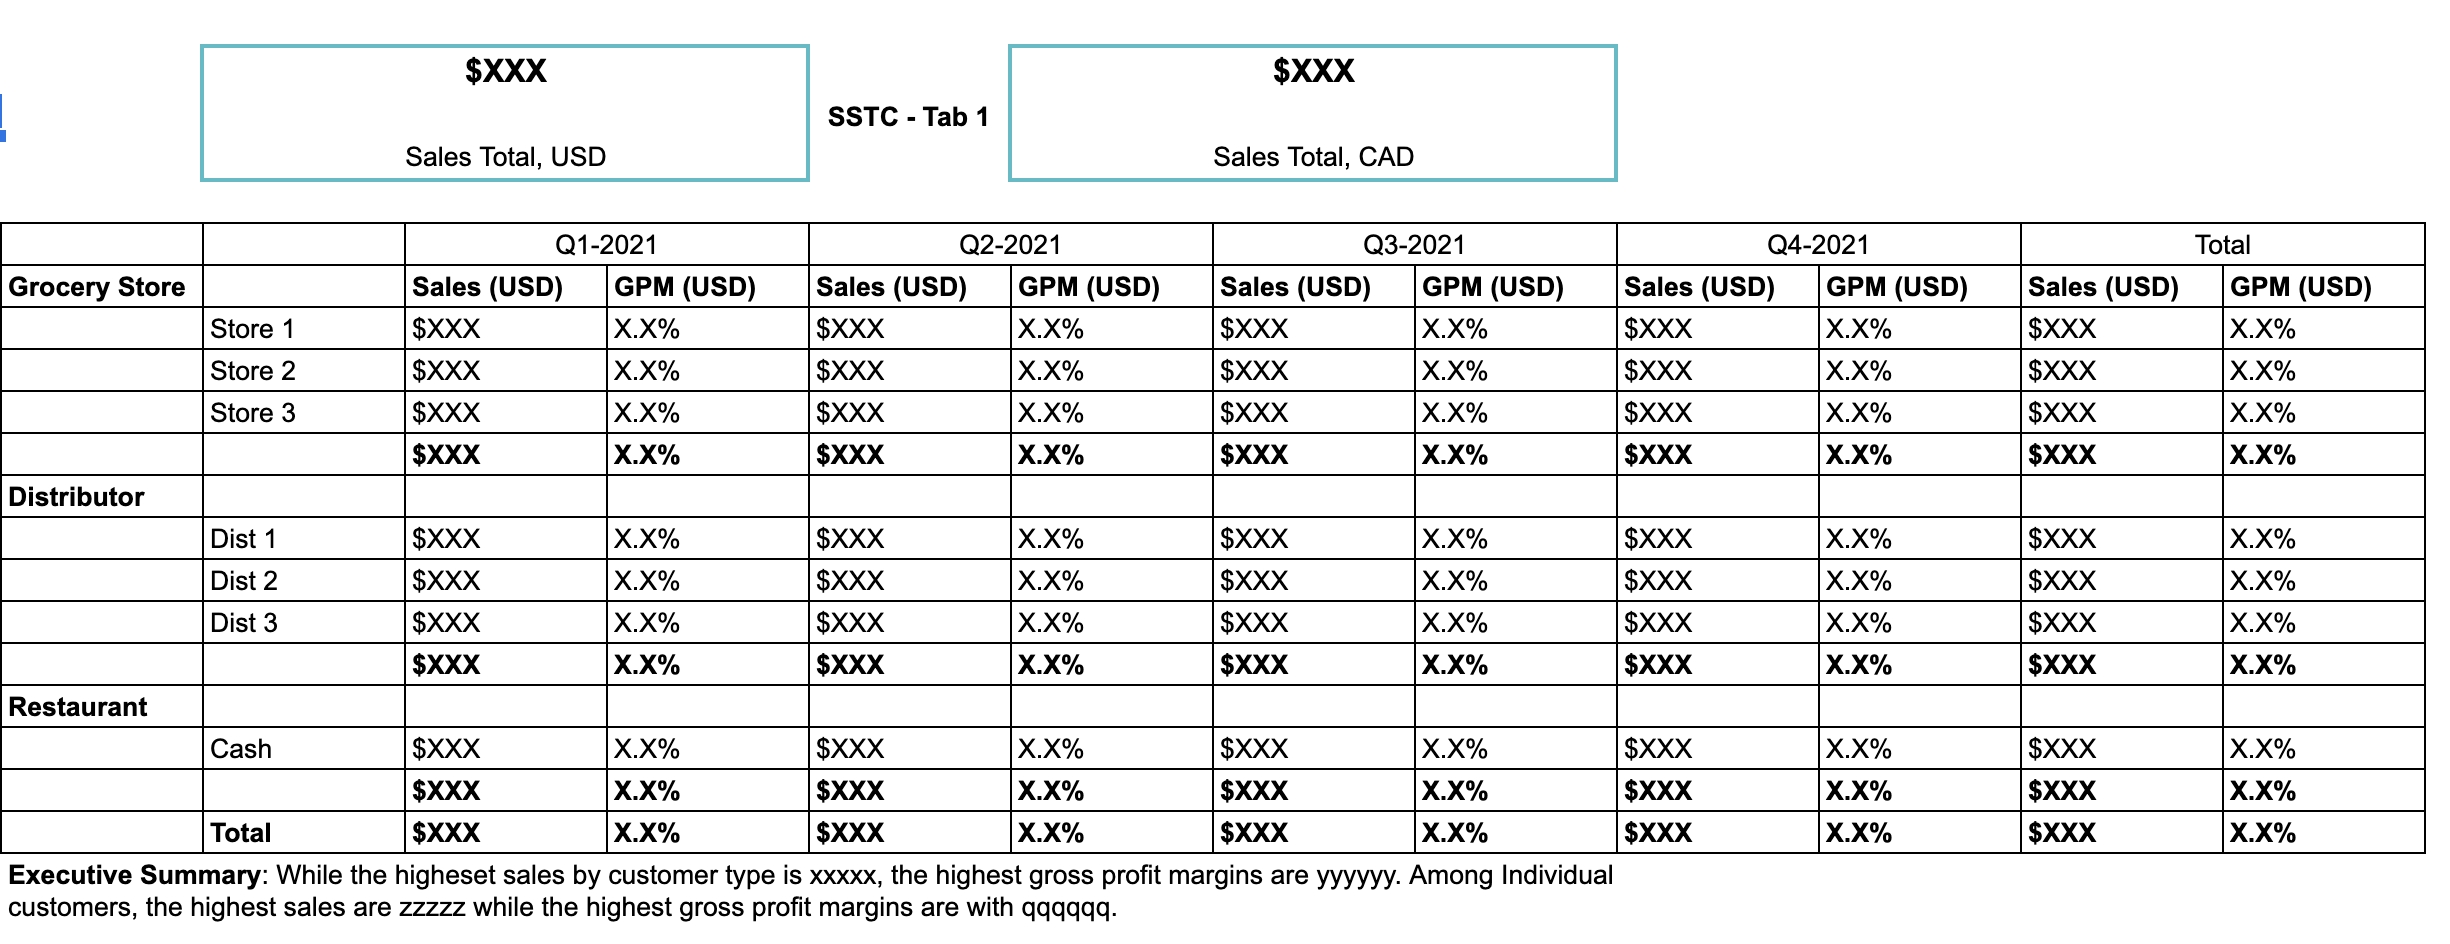 $XXX $XXX
SSTC - Tab 1
Sales Total, USD Sales Total, CAD
Q1-2021 Q2-2021 Q3-2021 Q4-2021 Total
Grocery Store Sales (USD) GPM (USD) Sales (USD) GPM (USD) Sales (USD) GPM (USD) Sales (USD) GPM (USD) Sales (USD) GPM (USD)
Store 1 $XXX X.X% $XXX X.X% $XXX X.X% $XXX X.X% $XXX X.X%
Store 2 $XXX X.X% $XXX X.X% $XXX X.X% $XXX X.X% $XXX X.X%
Store 3 $XXX X.X% $XXX X.X% $XXX X.X% $XXX X.X% $XXX X.X%
$XXX X.X% $XXX X.X% $XXX X.X% $XXX X.X% $XXX X.X%
Distributor
Dist 1 $XXX X.X% $XXX X.X% $XXX X.X% $XXX X.X% $XXX X.X%
Dist 2 $XXX X.X% $XXX X.X% $XXX X.X% $XXX X.X% $XXX X.X%
Dist 3 $XXX X.X% $XXX X.X% $XXX X.X% $XXX X.X% $XXX X.X%
$XXX X.X% $XXX X.X% $XXX X.X% $XXX X.X% $XXX X.X%
Restaurant
Cash $XXX X.X% $XXX X.X% $XXX X.X% $XXX X.X% $XXX X.X%
$XXX X.X% $XXX X.X% $XXX X.X% $XXX X.X% $XXX X.X%
Total $XXX X.X% $XXX X.X% $XXX X.X% $XXX X.X% $XXX X.X%
Executive Summary: While the higheset sales by customer type is xxxxx, the highest gross profit margins are yyyyyy. Among Individual
customers, the highest sales are zzzzz while the highest gross profit margins are with qqqqqq.